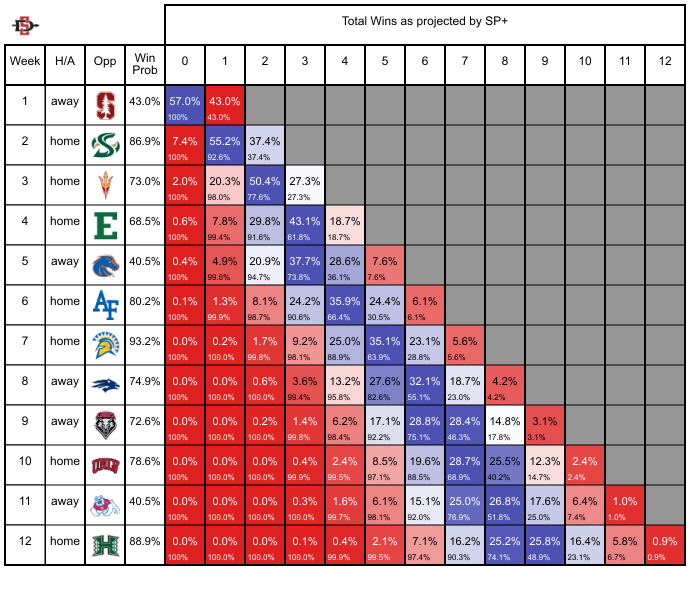 Total Wins as projected by SP+
Week H/A Opp Win Prob 0 1 2 3 4 5 6 7 8 9 10 11 12
1 away S 43.0% 57.0% 43.0%
100% 43.0%
2 home S 86.9% 7.4% 55.2% 37.4%
100% 92.6% 37.4%
3 home 73.0% 2.0% 20.3% 50.4% 27.3%
100% 98.0% 77.6% 27.3%
4 home E 68.5% 0.6% 7.8% 29.8% 43.1% 18.7%
100% 99.4% 91.6% 61.8% 18.7%
5 away 40.5% 0.4% 4.9% 20.9% 37.7% 28.6% 7.6%
100% 99.6% 94.7% 73.8% 36.1% 7.6%
6 home AF 80.2% 0.1% 1.3% 8.1% 24.2% 35.9% 24.4% 6.1%
100% 99.9% 98.7% 90.6% 66.4% 30.5% 6.1%
7 home 93.2% 0.0% 0.2% 1.7% 9.2% 25.0% 35.1% 23.1% 5.6%
100% 100.0% 99.8% 98.1% 88.9% 63.9% 28.8% 5.6%
8 away 74.9% 0.0% 0.0% 0.6% 3.6% 13.2% 27.6% 32.1% 18.7% 4.2%
100% 100.0% 100.0% 99.4% 95.8% 82.6% 55.1% 23.0% 4.2%
9 away 72.6% 0.0% 0.0% 0.2% 1.4% 6.2% 17.1% 28.8% 28.4% 14.8% 3.1%
100% 100.0% 100.0% 99.8% 98.4% 92.2% 75.1% 46.3% 17.8% 3.1%
10 home UNLV 78.6% 0.0% 0.0% 0.0% 0.4% 2.4% 8.5% 19.6% 28.7% 25.5% 12.3% 2.4%
100% 100.0% 100.0% 99.9% 99.5% 97.1% 88.5% 68.9% 40.2% 14.7% 2.4%
11 away 40.5% 0.0% 0.0% 0.0% 0.3% 1.6% 6.1% 15.1% 25.0% 26.8% 17.6% 6.4% 1.0%
100% 100.0% 100.0% 100.0% 99.7% 98.1% 92.0% 76.9% 51.8% 25.0% 7.4% 1.0%
12 home H 88.9% 0.0% 0.0% 0.0% 0.1% 0.4% 2.1% 7.1% 16.2% 25.2% 25.8% 16.4% 5.8% 0.9%
100% 100.0% 100.0% 100.0% 99.9% 99.5% 97.4% 90.3% 74.1% 48.9% 23.1% 6.7% 0.9%